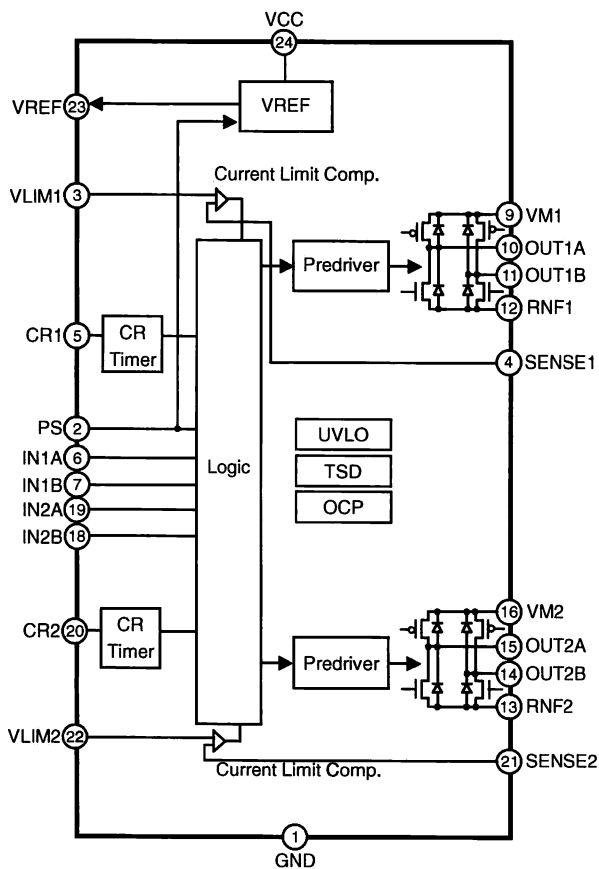 VCC
24
VREF 23
VREF
Current Limit Comp.
VLIM1 3
9 VM1
10 OUT1A
Predriver
11 OUT1B
12 RNF1
CR1 5
CR
Timer
4 SENSE1
PS 2
UVLO
IN1A 6
Logic
TSD
IN1B 7
IN2A 19
OCP
IN2B 18
16 VM2
CR2 20
CR
Timer
15 OUT2A
Predriver
14 OUT2B
13 RNF2
VLIM2 22
21 SENSE2
Current Limit Comp.
1
GND